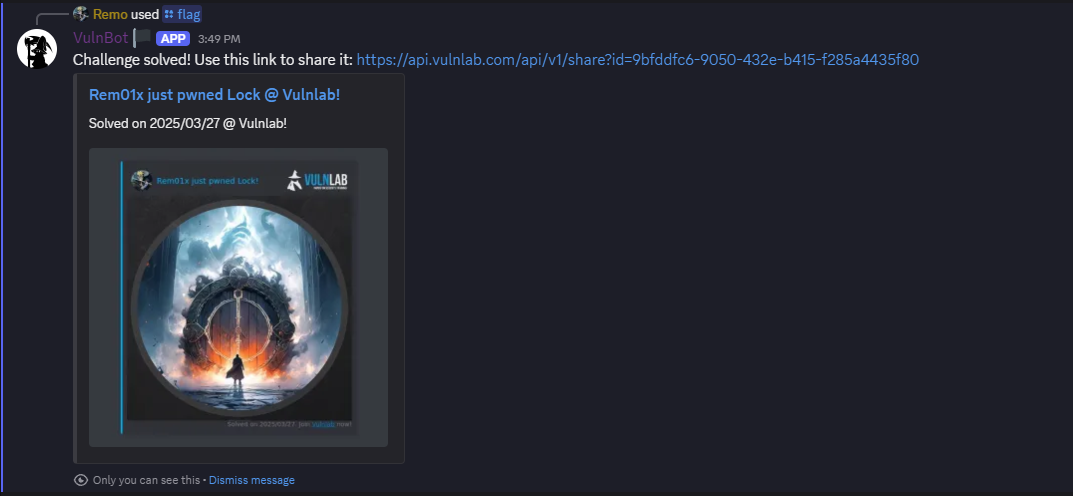 Remo used flag
VulnBot APP 3:49 PM
Challenge solved! Use this link to share it: https://api.vulnlab.com/api/v1/share?id=9bfddfc6-9050-432e-b415-f285a4435f80
Rem01x just pwned Lock @ Vulnlab!
Solved on 2025/03/27 @ Vulnlab!
Rem01x just pwned Lock!
VULNLAB
Solved on 2025/03/27- Join Vulnlab now!
Only you can see this • Dismiss message